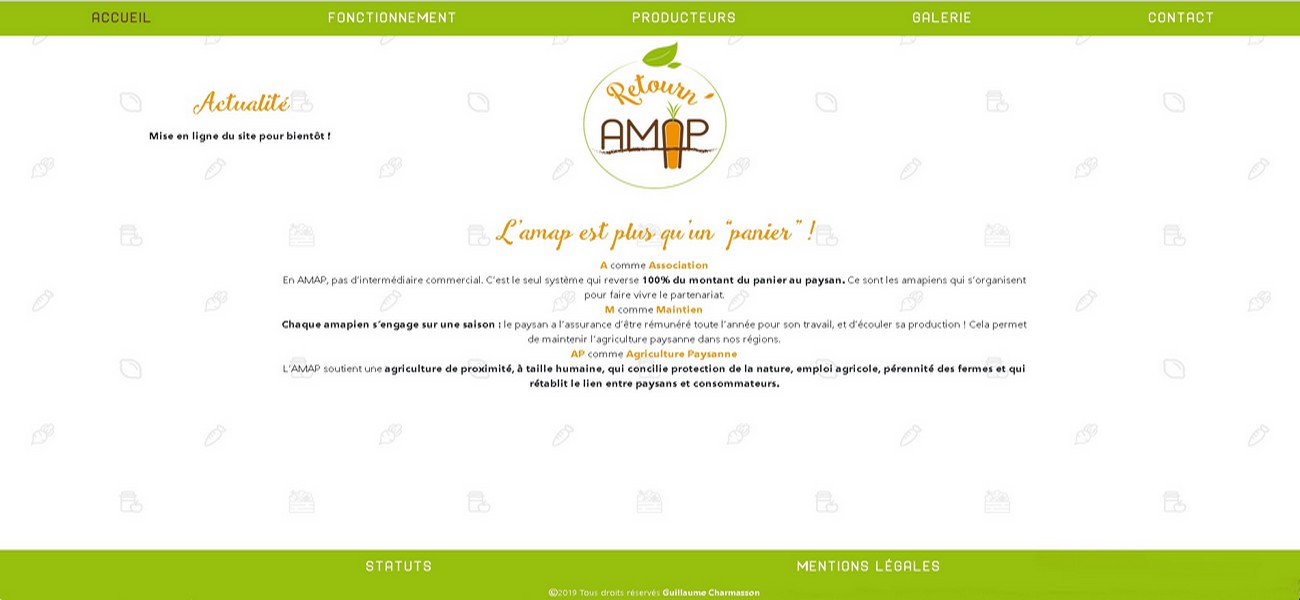 ACCUEIL FONCTIONNEMENT PRODUCTEURS GALERIE CONTACT
Retourn'
AMAP
Actualité
Mise en ligne du site pour bientôt !
L'amap est plus qu'un "panier" !
A comme Association
En AMAP, pas d'intermédiaire commercial. C'est le seul système qui reverse 100% du montant du panier au paysan. Ce sont les amapiens qui s'organisent
pour faire vivre le partenariat.
M comme Maintien
Chaque amapien s'engage sur une saison : le paysan a l'assurance d'être rémunéré toute l'année pour son travail, et d'écouler sa production ! Cela permet
de maintenir l'agriculture paysanne dans nos régions.
AP comme Agriculture Paysanne
L'AMAP soutient une agriculture de proximité, à taille humaine, qui concilie protection de la nature, emploi agricole, pérennité des fermes et qui
rétablit le lien entre paysans et consommateurs.
STATUTS MENTIONS LÉGALES
©2019 Tous droits réservés Guillaume Charmasson